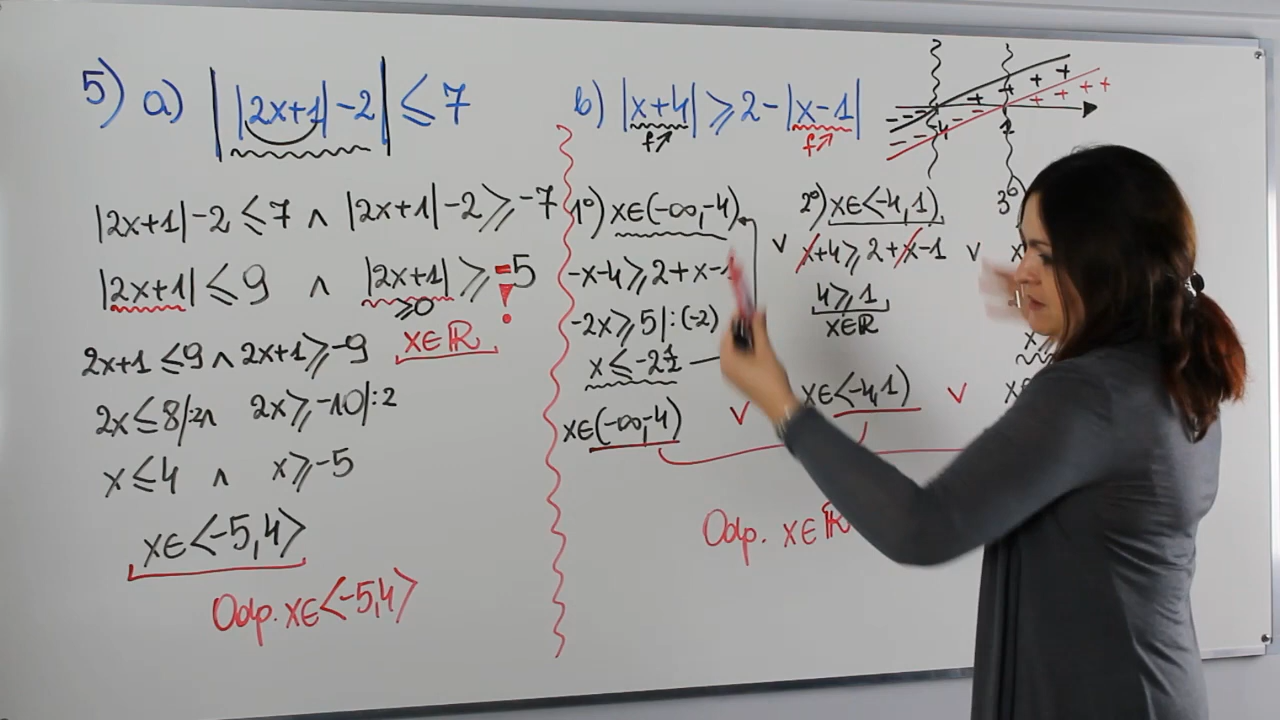 5) a) ||2x+1|-2| ⩽ 7
|2x+1|-2 ⩽ 7 ∧ |2x+1|-2 ⩾ -7
|2x+1| ⩽ 9 ∧ |2x+1| ⩾ -5 !
⩾0
x∈ℝ
2x+1 ⩽ 9 ∧ 2x+1 ⩾ -9
2x ⩽ 8|:2 ∧ 2x ⩾ -10|:2
x ⩽ 4 ∧ x ⩾ -5
x∈<-5,4>
Odp. x∈<-5,4>
b) |x+4| ⩾ 2-|x-1|
f↗ f↗
-4 1
1°) x∈(-∞,-4)
-x-4 ⩾ 2+x-1
-2x ⩾ 5|:(-2)
x ⩽ -2½
x∈(-∞,-4)
∨
2°) x∈<-4,1)
x+4 ⩾ 2+x-1
4 ⩾ 1
x∈ℝ
x∈<-4,1)
∨
3°)
Odp. x∈ℝ